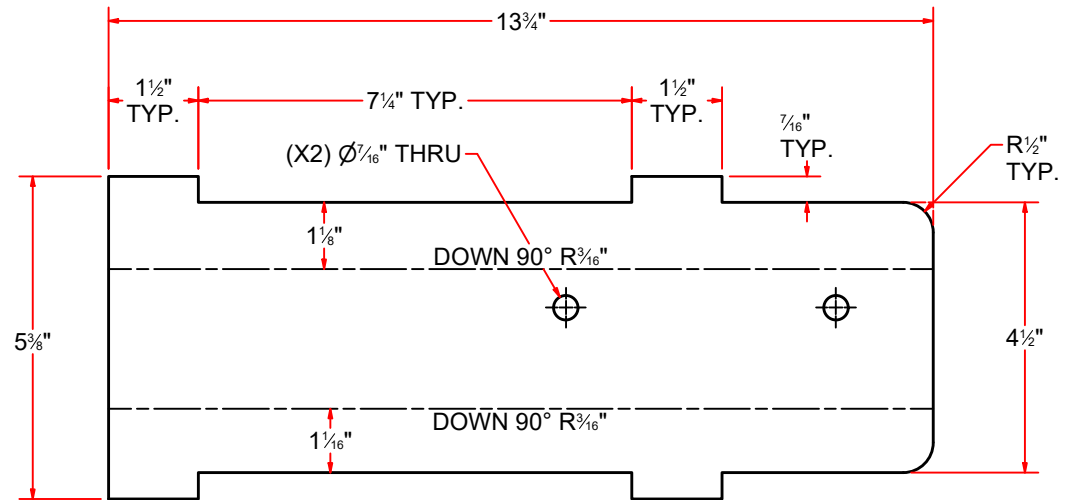 13¾"
1½"
TYP.
7¼" TYP.
1½"
TYP.
⁷⁄₁₆"
TYP.
(X2) Ø⁷⁄₁₆" THRU
R½"
TYP.
1⅛"
DOWN 90° R³⁄₁₆"
5⅜"
4½"
DOWN 90° R³⁄₁₆"
1¹⁄₁₆"